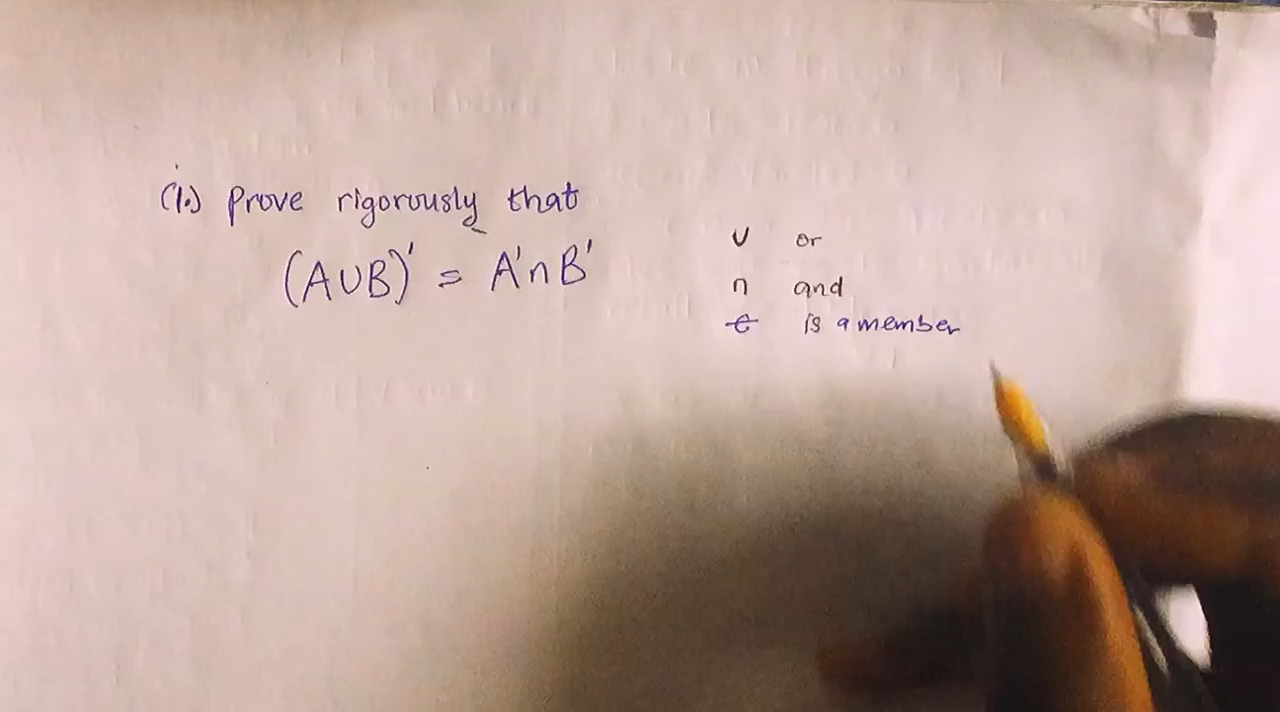 (1.) Prove rigorously that
(A∪B)' = A'∩B'
∪ or
∩ and
∈ is a member